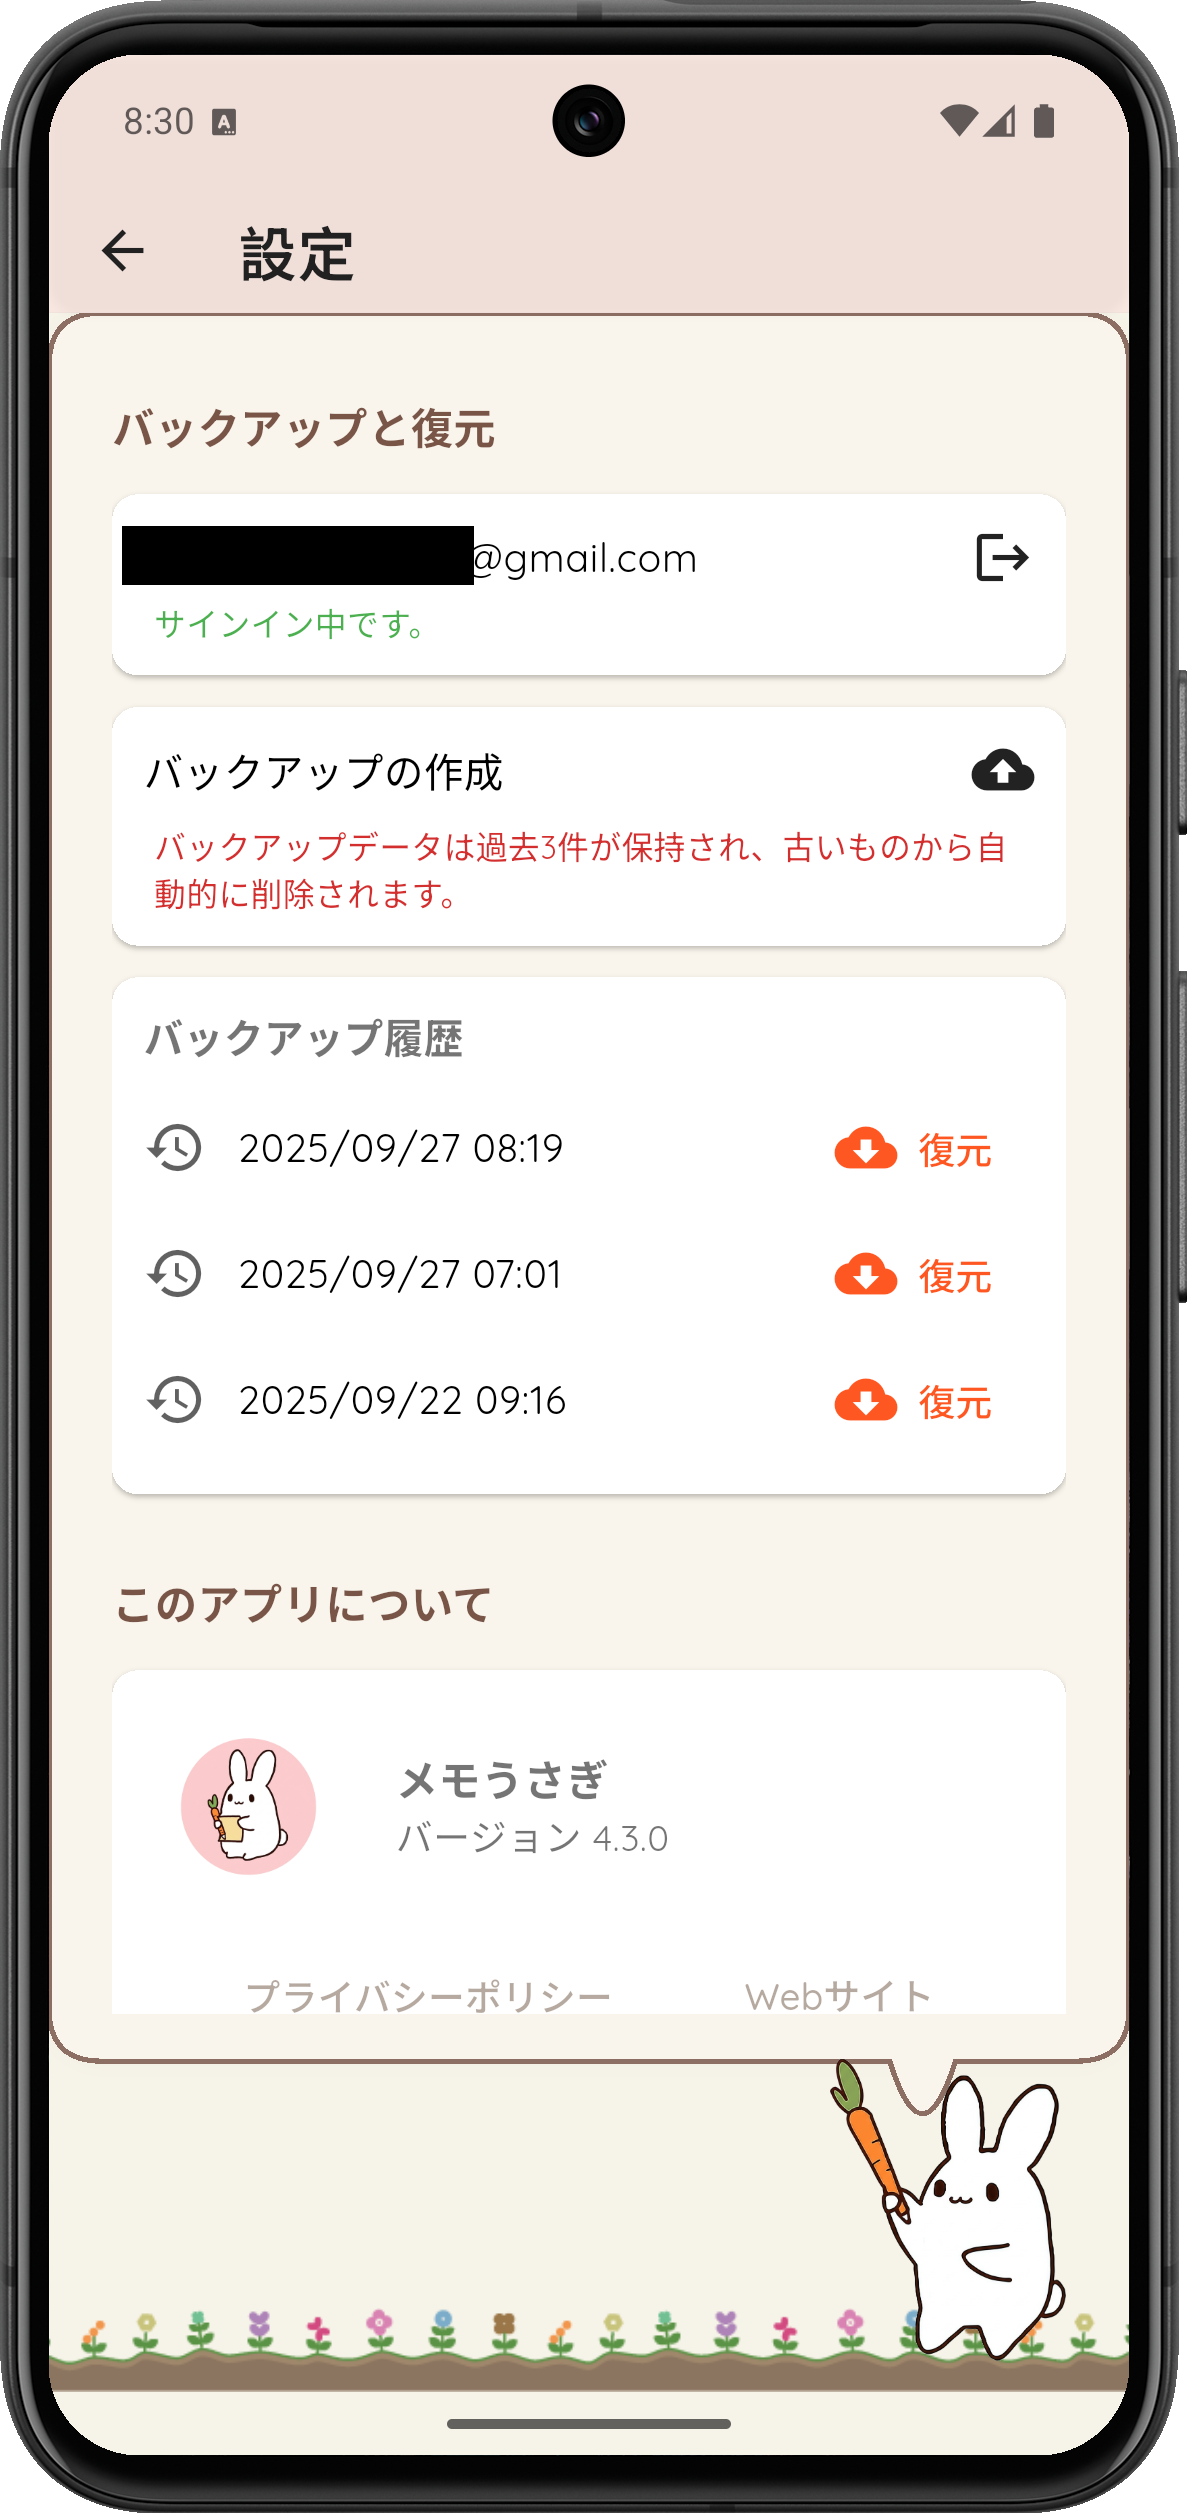 8:30
設定
バックアップと復元
@gmail.com
サインイン中です。
バックアップの作成
バックアップデータは過去3件が保持され、古いものから自
動的に削除されます。
バックアップ履歴
2025/09/27 08:19 復元
2025/09/27 07:01 復元
2025/09/22 09:16 復元
このアプリについて
メモうさぎ
バージョン 4.3.0
プライバシーポリシー Webサイト